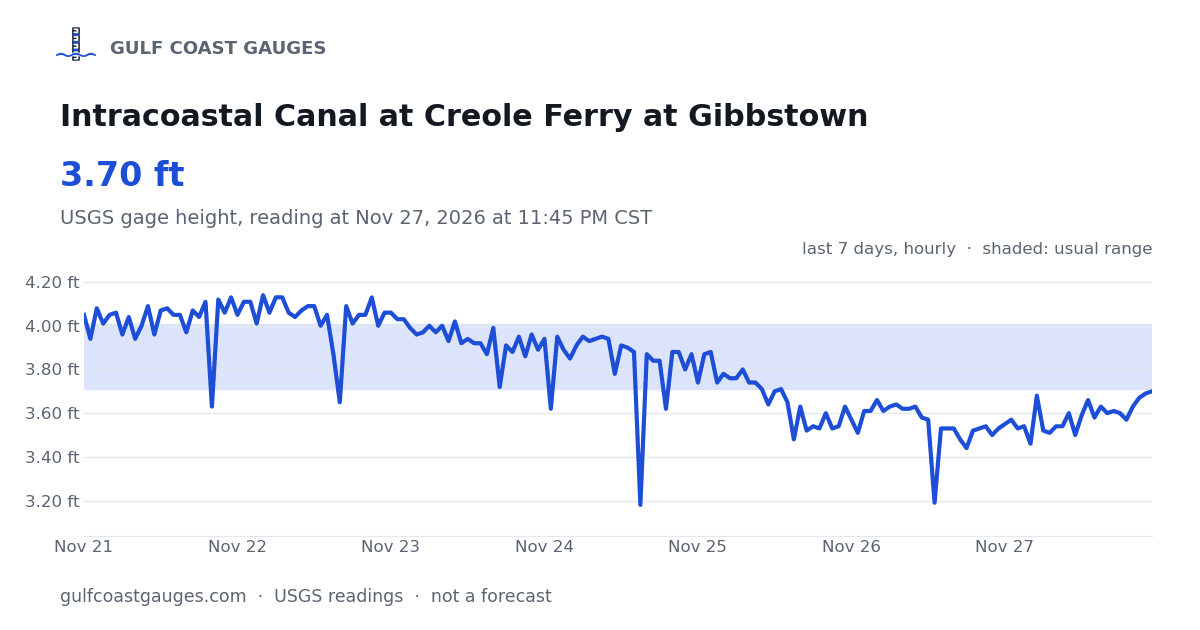 GULF COAST GAUGES
Intracoastal Canal at Creole Ferry at Gibbstown
3.70 ft
USGS gage height, reading at Nov 27, 2026 at 11:45 PM CST
last 7 days, hourly · shaded: usual range
4.20 ft
4.00 ft
3.80 ft
3.60 ft
3.40 ft
3.20 ft
Nov 21 Nov 22 Nov 23 Nov 24 Nov 25 Nov 26 Nov 27
gulfcoastgauges.com · USGS readings · not a forecast